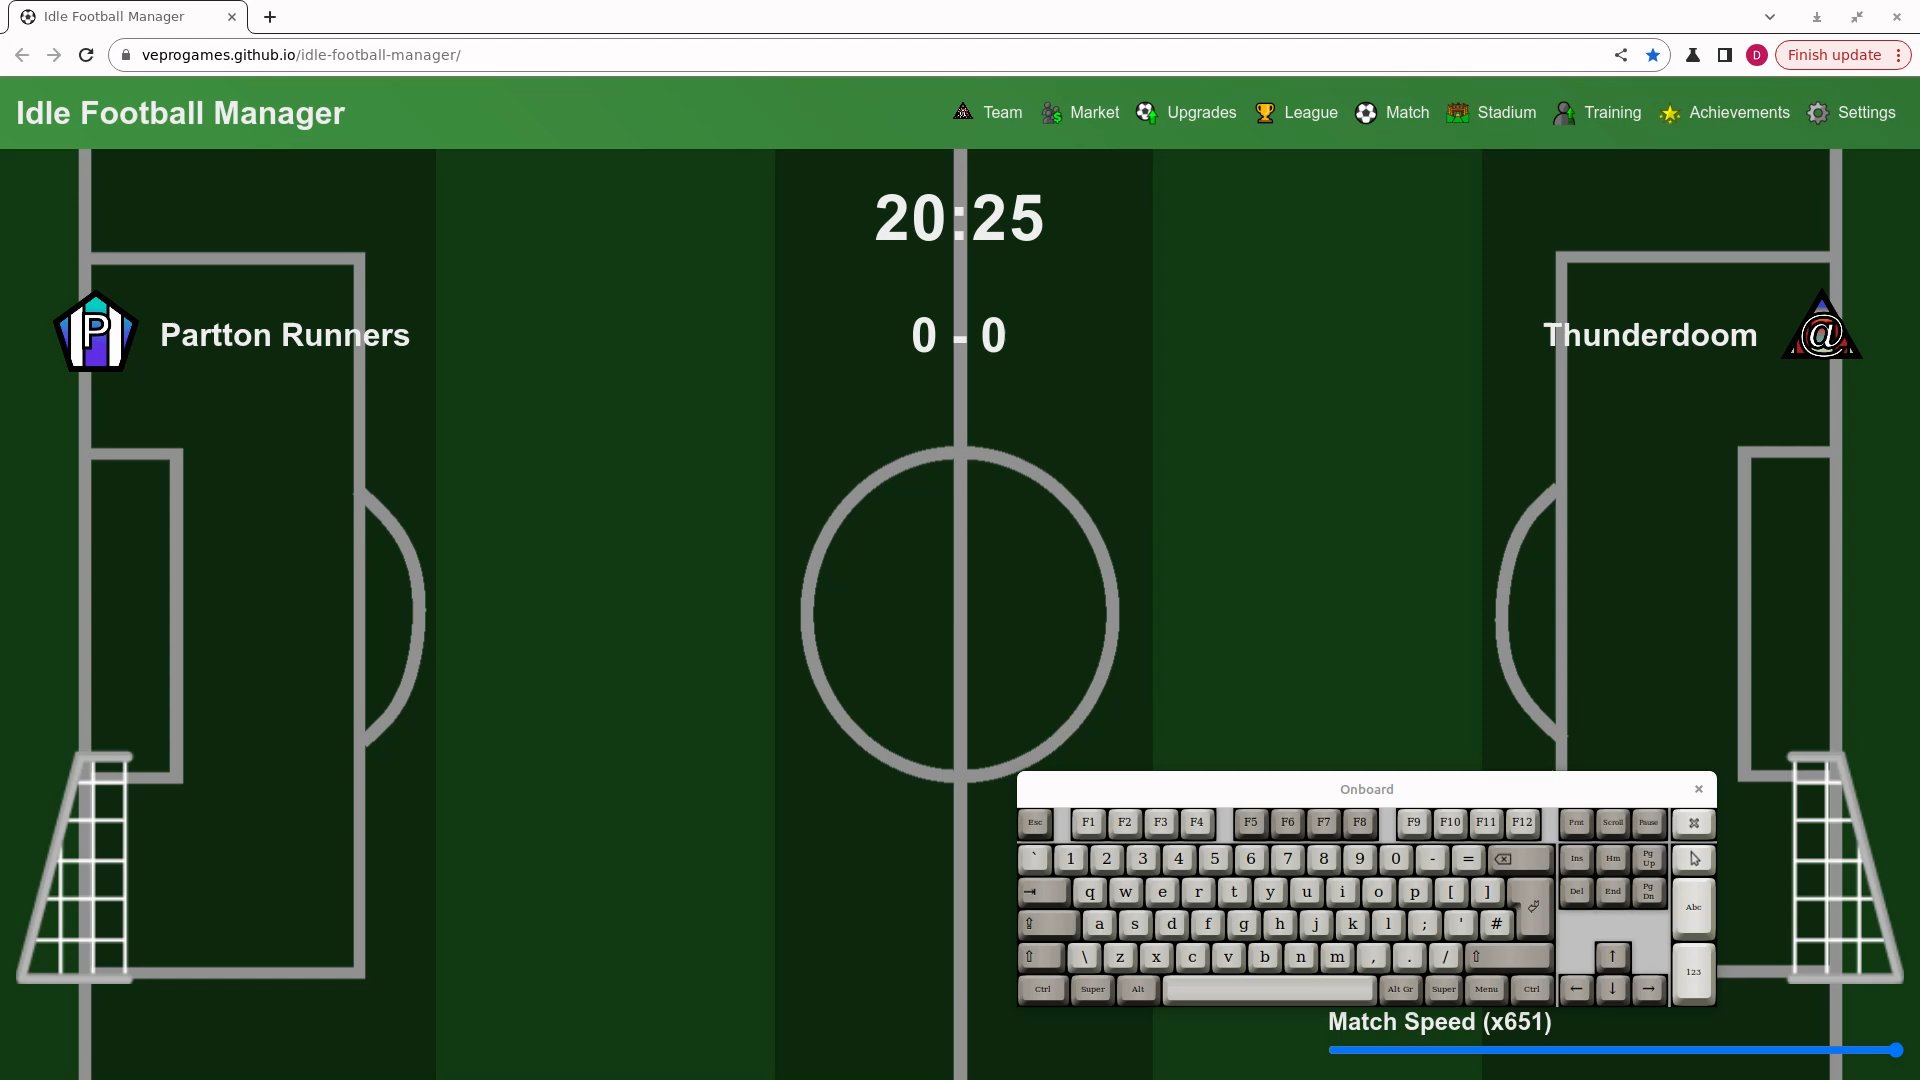 Idle Football Manager
veprogames.github.io/idle-football-manager/
D
Finish update
Idle Football Manager
Team
Market
Upgrades
League
Match
Stadium
Training
Achievements
Settings
20:25
P
Partton Runners
0 - 0
Thunderdoom
@
Onboard
Esc F1 F2 F3 F4 F5 F6 F7 F8 F9 F10 F11 F12 Prnt Scroll Pause
` 1 2 3 4 5 6 7 8 9 0 - = Ins Hm Pg Up
q w e r t y u i o p [ ] Del End Pg Dn Abc
a s d f g h j k l ; ' #
\ z x c v b n m , . / ↑ 123
Ctrl Super Alt Alt Gr Super Menu Ctrl ← ↓ →
Match Speed (x651)